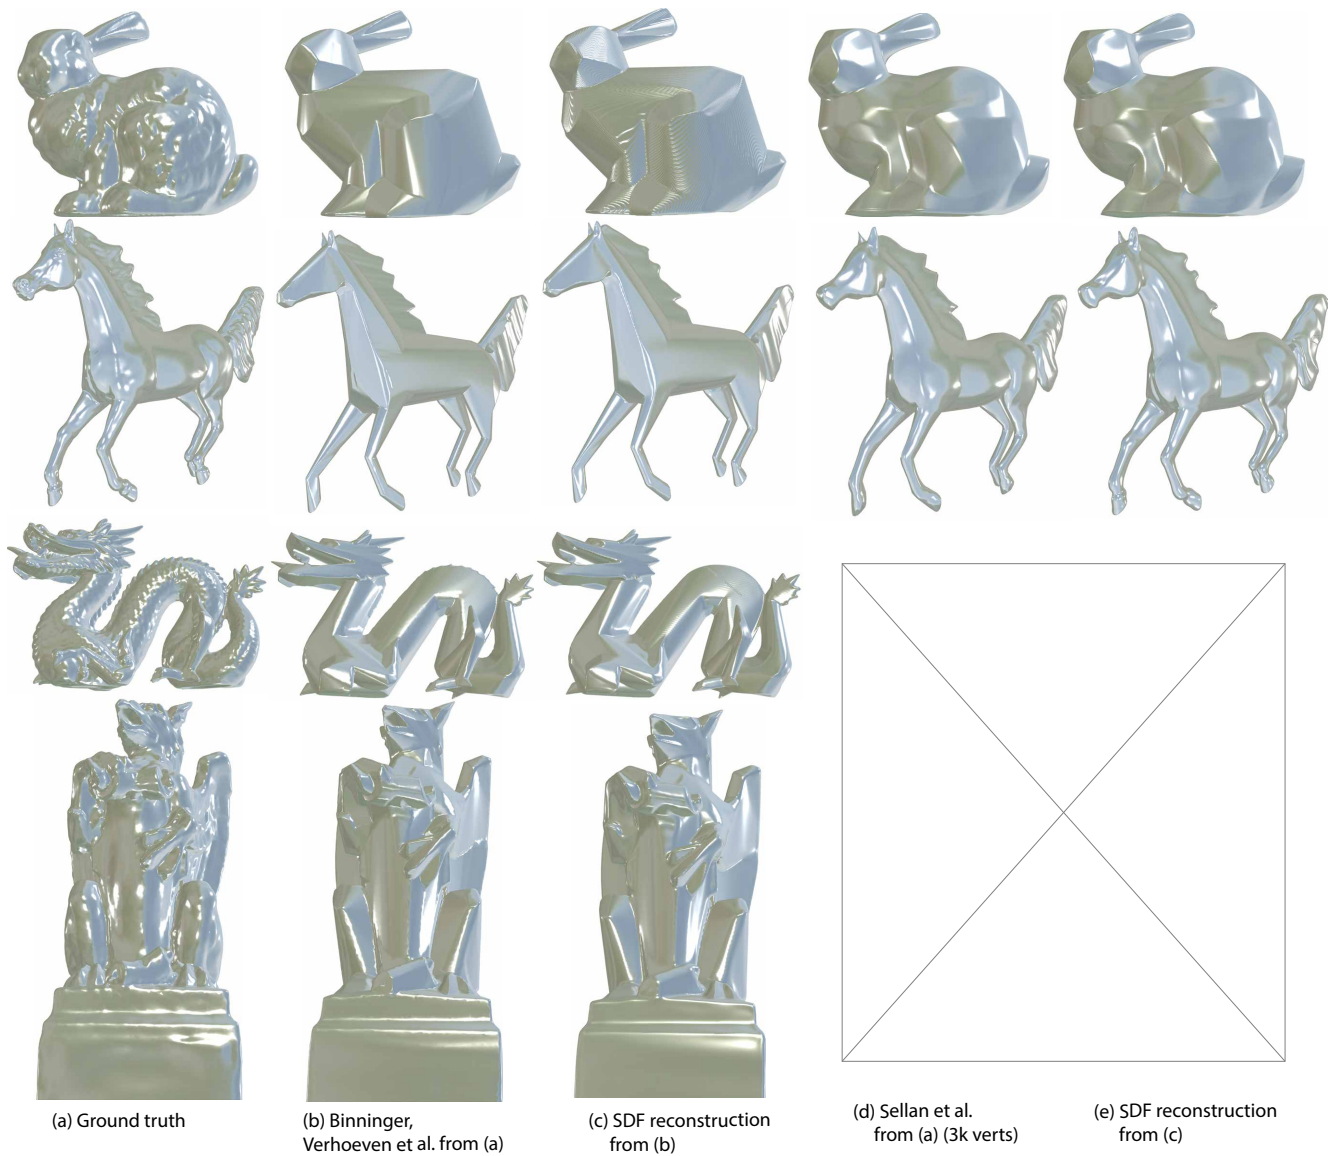 (a) Ground truth
(b) Binninger,
Verhoeven et al. from (a)
(c) SDF reconstruction
from (b)
(d) Sellan et al.
from (a) (3k verts)
(e) SDF reconstruction
from (c)